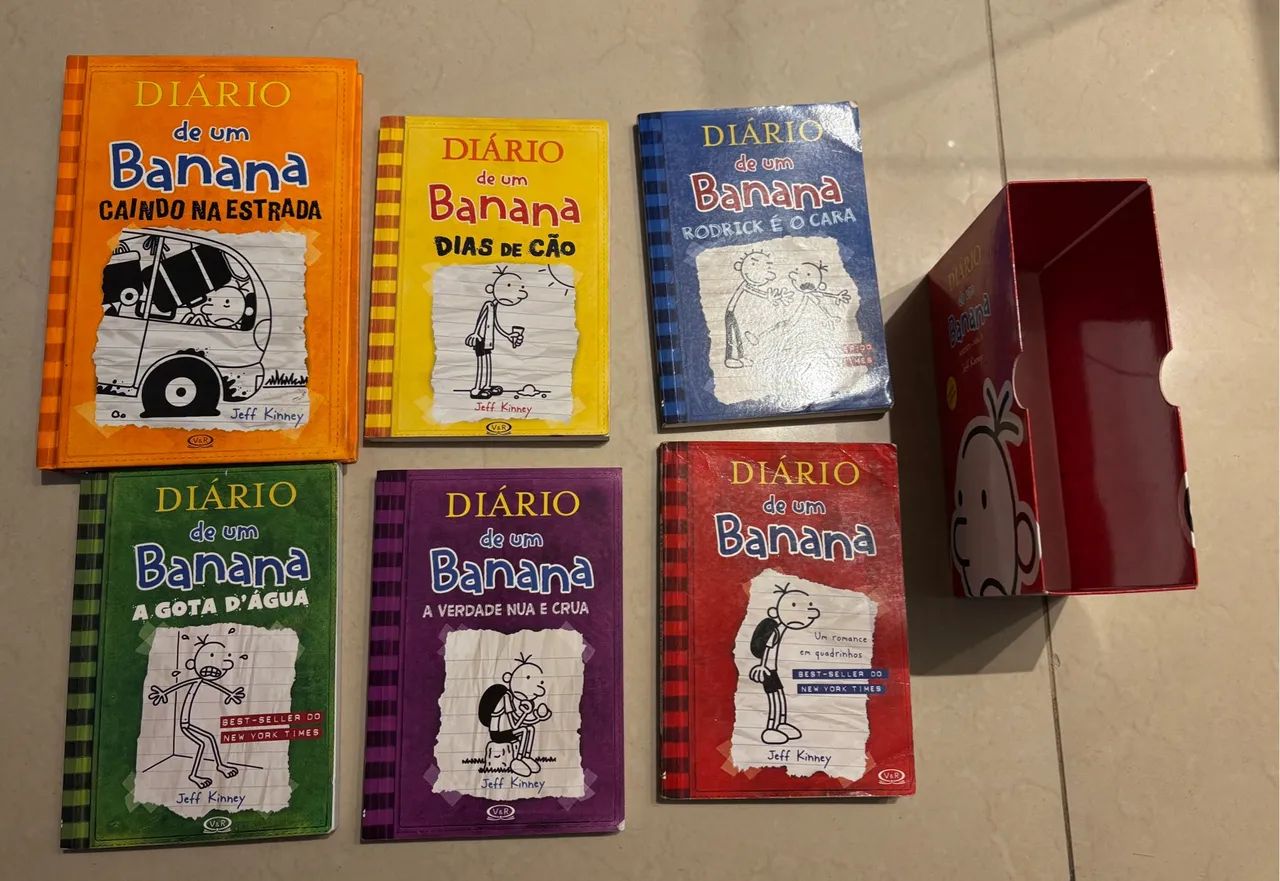 DIÁRIO
de um
Banana
CAINDO NA ESTRADA
Jeff Kinney
V&R
DIÁRIO
de um
Banana
DIAS DE CÃO
Jeff Kinney
V&R
DIÁRIO
de um
Banana
RODRICK É O CARA
DIÁRIO
de um
Banana
Jeff Kinney
DIÁRIO
de um
Banana
A GOTA D'ÁGUA
BEST-SELLER DO
NEW YORK TIMES
Jeff Kinney
V&R
DIÁRIO
de um
Banana
A VERDADE NUA E CRUA
Jeff Kinney
V&R
DIÁRIO
de um
Banana
Um romance
em quadrinhos
BEST-SELLER DO
NEW YORK TIMES
Jeff Kinney
V&R